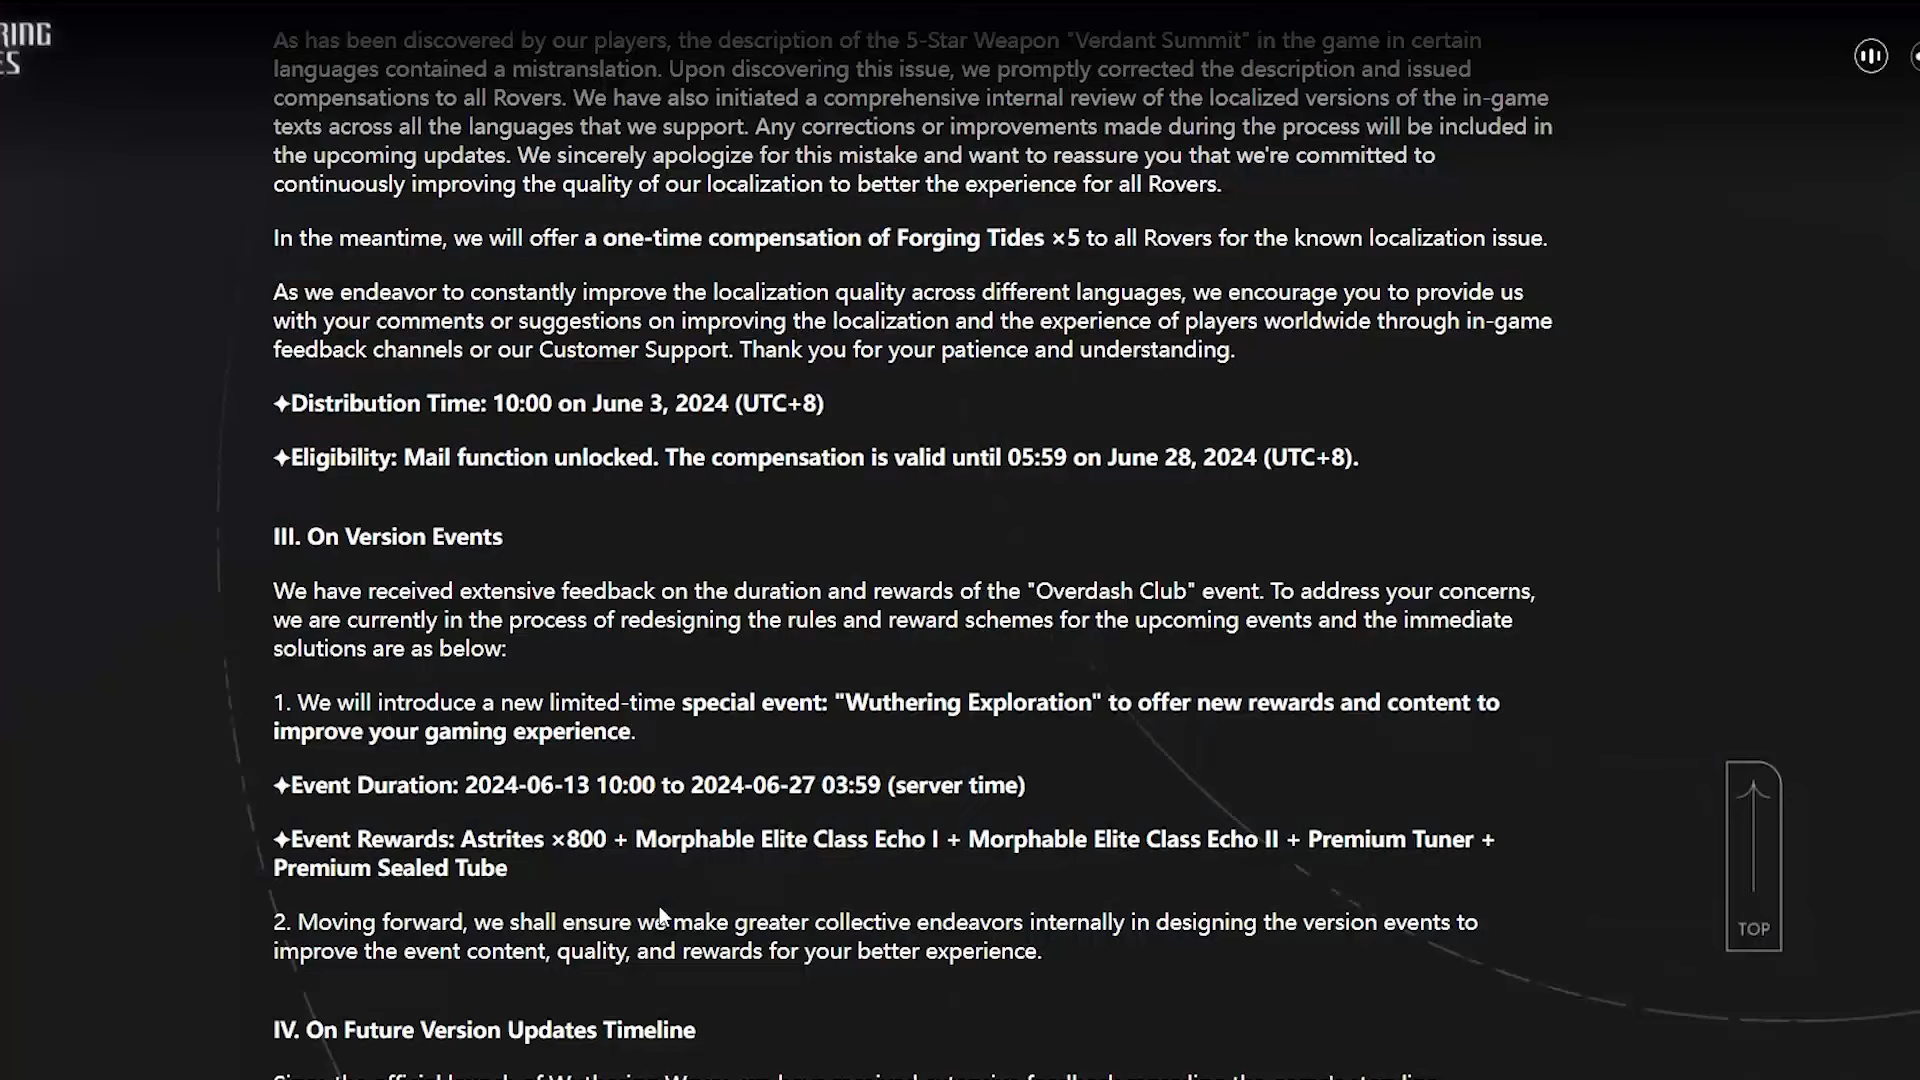 RING
ES
As has been discovered by our players, the description of the 5-Star Weapon "Verdant Summit" in the game in certain
languages contained a mistranslation. Upon discovering this issue, we promptly corrected the description and issued
compensations to all Rovers. We have also initiated a comprehensive internal review of the localized versions of the in-game
texts across all the languages that we support. Any corrections or improvements made during the process will be included in
the upcoming updates. We sincerely apologize for this mistake and want to reassure you that we're committed to
continuously improving the quality of our localization to better the experience for all Rovers.
In the meantime, we will offer a one-time compensation of Forging Tides ×5 to all Rovers for the known localization issue.
As we endeavor to constantly improve the localization quality across different languages, we encourage you to provide us
with your comments or suggestions on improving the localization and the experience of players worldwide through in-game
feedback channels or our Customer Support. Thank you for your patience and understanding.
✦Distribution Time: 10:00 on June 3, 2024 (UTC+8)
✦Eligibility: Mail function unlocked. The compensation is valid until 05:59 on June 28, 2024 (UTC+8).
III. On Version Events
We have received extensive feedback on the duration and rewards of the "Overdash Club" event. To address your concerns,
we are currently in the process of redesigning the rules and reward schemes for the upcoming events and the immediate
solutions are as below:
1. We will introduce a new limited-time special event: "Wuthering Exploration" to offer new rewards and content to
improve your gaming experience.
✦Event Duration: 2024-06-13 10:00 to 2024-06-27 03:59 (server time)
✦Event Rewards: Astrites ×800 + Morphable Elite Class Echo I + Morphable Elite Class Echo II + Premium Tuner +
Premium Sealed Tube
2. Moving forward, we shall ensure we make greater collective endeavors internally in designing the version events to
improve the event content, quality, and rewards for your better experience.
TOP
IV. On Future Version Updates Timeline